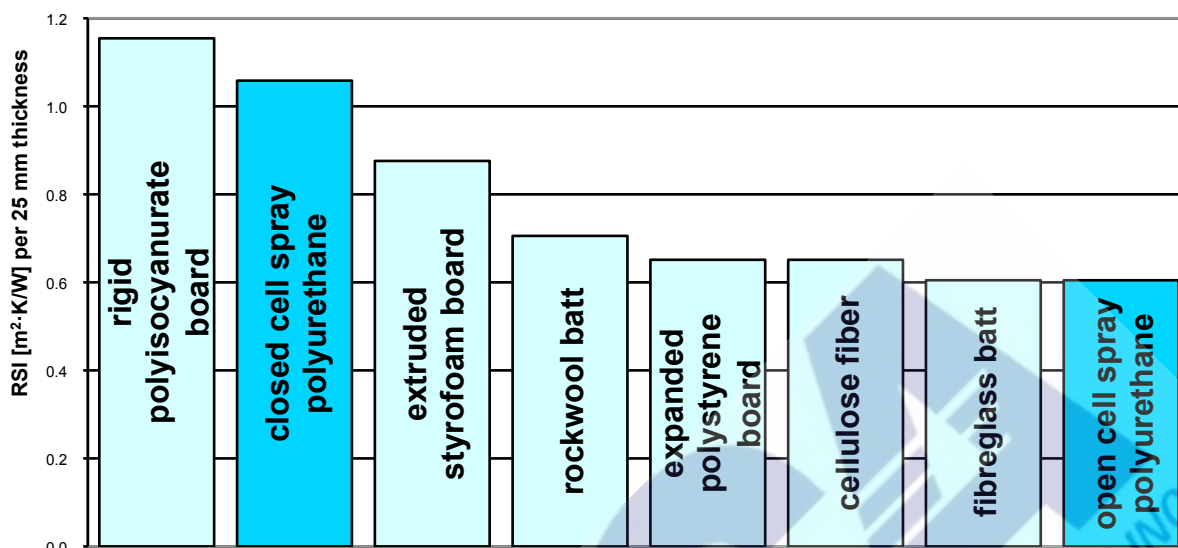 RSI [m²·K/W] per 25 mm thickness
1.2
1.0
0.8
0.6
0.4
0.2
0.0
rigid
polyisocyanurate
board
closed cell spray
polyurethane
extruded
styrofoam board
rockwool batt
expanded
polystyrene
board
cellulose fiber
fibreglass batt
open cell spray
polyurethane